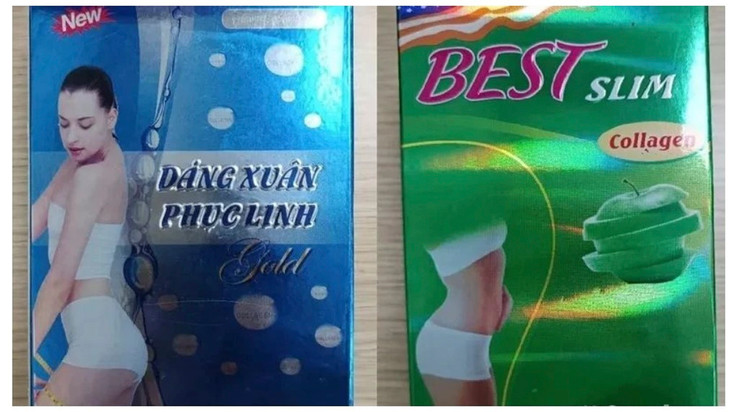 New
DÁNG XUÂN
PHỤC LINH
Gold
BEST SLIM
Collagen